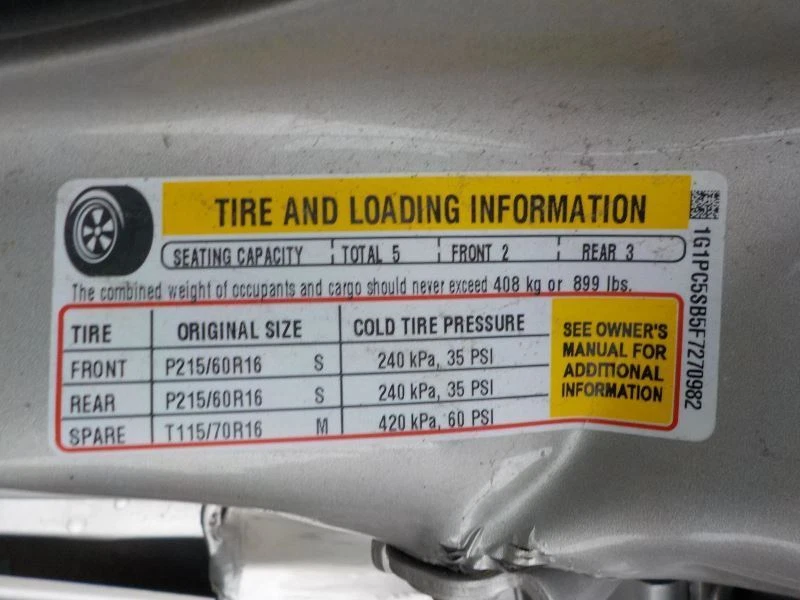 TIRE AND LOADING INFORMATION
SEATING CAPACITY TOTAL 5 FRONT 2 REAR 3
The combined weight of occupants and cargo should never exceed 408 kg or 899 lbs.
TIRE ORIGINAL SIZE COLD TIRE PRESSURE
FRONT P215/60R16 S 240 kPa, 35 PSI
REAR P215/60R16 S 240 kPa, 35 PSI
SPARE T115/70R16 M 420 kPa, 60 PSI
SEE OWNER'S
MANUAL FOR
ADDITIONAL
INFORMATION
1G1PC5SB5F7270982